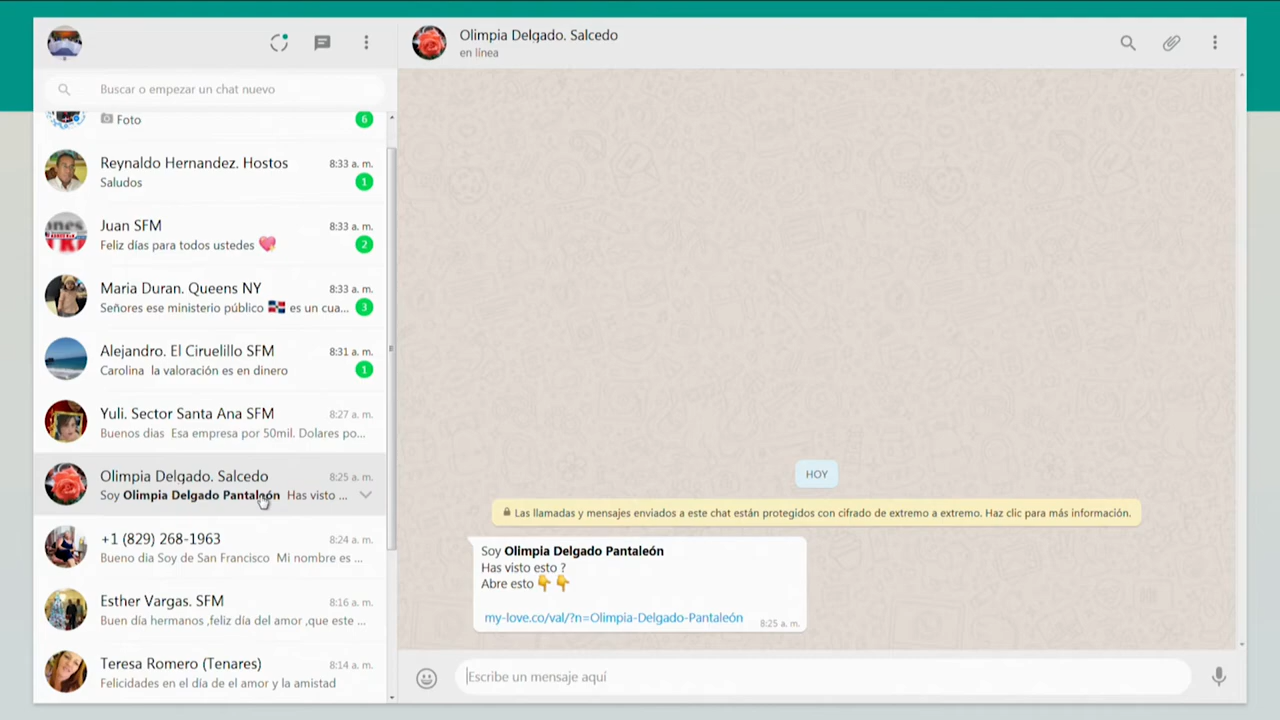 Buscar o empezar un chat nuevo
Foto
6
Reynaldo Hernandez. Hostos
8:33 a. m.
Saludos
1
Juan SFM
8:33 a. m.
Feliz días para todos ustedes 💖
2
Maria Duran. Queens NY
8:33 a. m.
Señores ese ministerio público 🇩🇴 es un cua...
3
Alejandro. El Ciruelillo SFM
8:31 a. m.
Carolina la valoración es en dinero
1
Yuli. Sector Santa Ana SFM
8:27 a. m.
Buenos dias Esa empresa por 50mil. Dolares po...
Olimpia Delgado. Salcedo
8:25 a. m.
Soy Olimpia Delgado Pantaleón Has visto ...
+1 (829) 268-1963
8:24 a. m.
Bueno día Soy de San Francisco Mi nombre es ...
Esther Vargas. SFM
8:16 a. m.
Buen día hermanos ,feliz día del amor ,que este ...
Teresa Romero (Tenares)
8:14 a. m.
Felicidades en el día de el amor y la amistad
Olimpia Delgado. Salcedo
en línea
HOY
Las llamadas y mensajes enviados a este chat están protegidos con cifrado de extremo a extremo. Haz clic para más información.
Soy Olimpia Delgado Pantaleón
Has visto esto ?
Abre esto 👇👇
my-love.co/val/?n=Olimpia-Delgado-Pantaleón
8:25 a. m.
Escribe un mensaje aquí